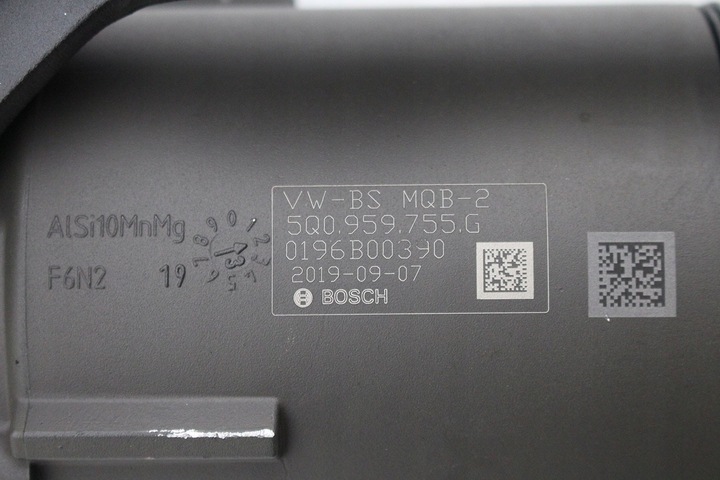 AlSi10MnMg
F6N2 19
VW-BS MQB-2
5Q0.959.755.G
0196B00390
2019-09-07
BOSCH